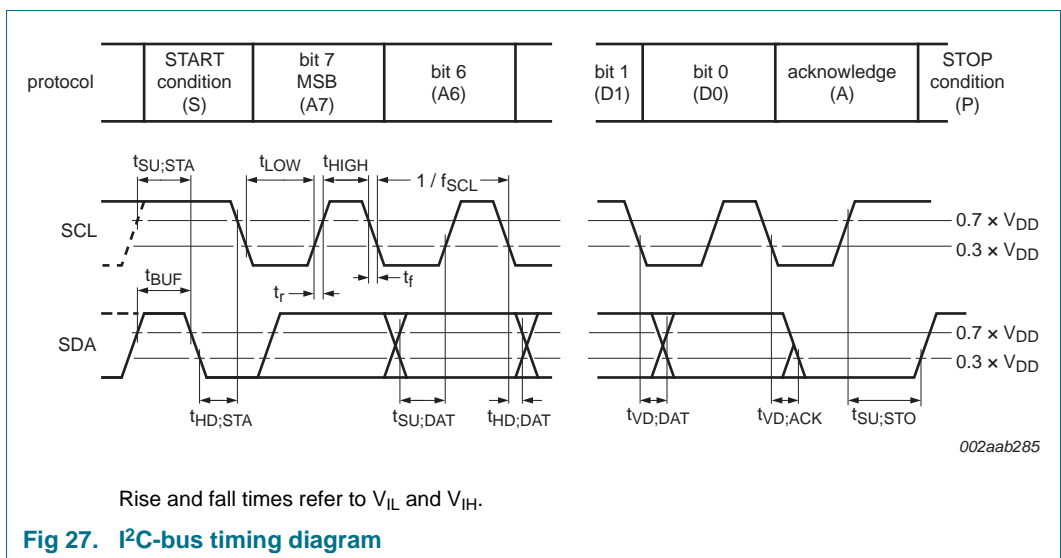 protocol
START
condition
(S)
bit 7
MSB
(A7)
bit 6
(A6)
bit 1
(D1)
bit 0
(D0)
acknowledge
(A)
STOP
condition
(P)
tSU;STA
tLOW
tHIGH
1 / fSCL
SCL
0.7 × VDD
0.3 × VDD
tBUF
tr
tf
SDA
0.7 × VDD
0.3 × VDD
tHD;STA
tSU;DAT
tHD;DAT
tVD;DAT
tVD;ACK
tSU;STO
002aab285
Rise and fall times refer to VIL and VIH.
Fig 27. I²C-bus timing diagram